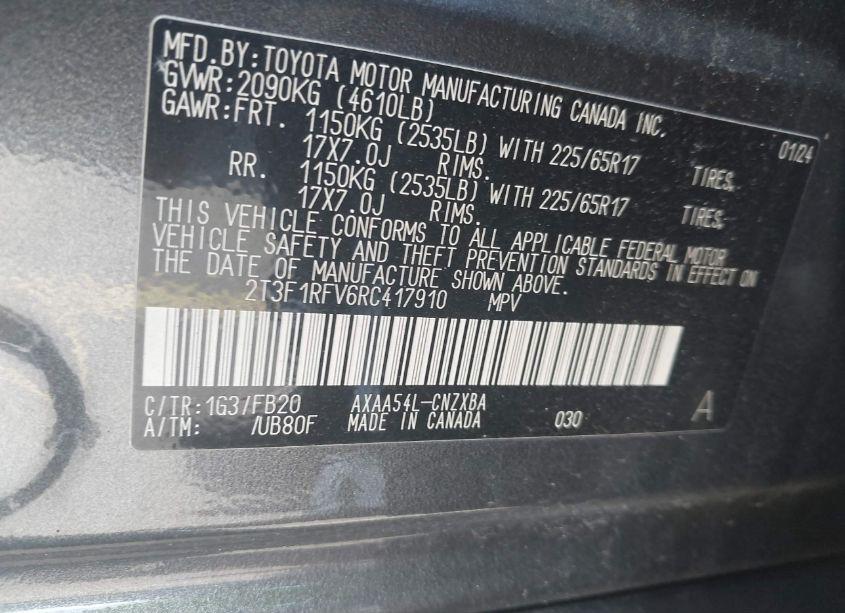 MFD.BY:TOYOTA MOTOR MANUFACTURING CANADA INC.
GVWR:2090KG (4610LB) 01/24
GAWR:FRT. 1150KG (2535LB) WITH 225/65R17 TIRES,
17X7.0J RIMS.
RR. 1150KG (2535LB) WITH 225/65R17 TIRES,
17X7.0J RIMS.
THIS VEHICLE CONFORMS TO ALL APPLICABLE FEDERAL MOTOR
VEHICLE SAFETY AND THEFT PREVENTION STANDARDS IN EFFECT ON
THE DATE OF MANUFACTURE SHOWN ABOVE.
2T3F1RFV6RC417910 MPV
C/TR:1G3/FB20 AXAA54L-CNZXBA A
A/TM: /UB80F MADE IN CANADA 030